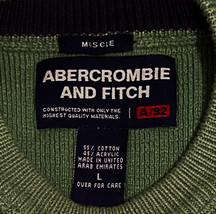 MUSCLE
ABERCROMBIE
AND FITCH
CONSTRUCTED WITH ONLY THE
HIGHEST QUALITY MATERIALS.
A/92
55% COTTON
45% ACRYLIC
MADE IN UNITED
ARAB EMIRATES
L
OVER FOR CARE